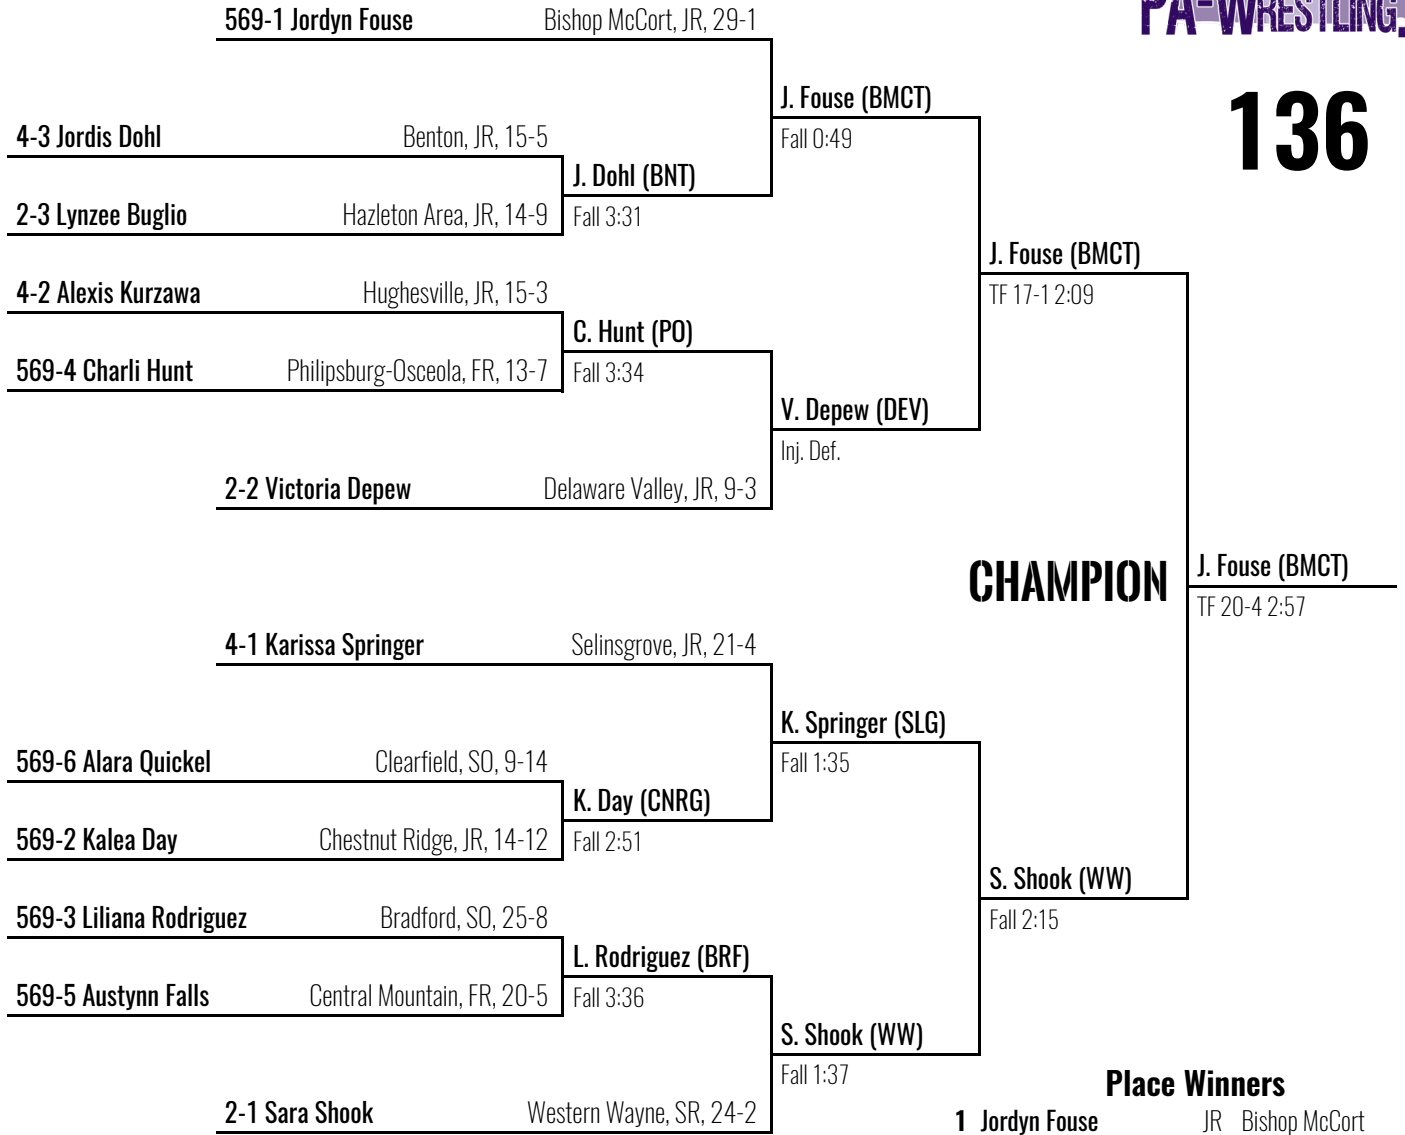 PA-WRESTLING.
136
569-1 Jordyn Fouse Bishop McCort, JR, 29-1
J. Fouse (BMCT)
Fall 0:49
4-3 Jordis Dohl Benton, JR, 15-5
J. Dohl (BNT)
Fall 3:31
2-3 Lynzee Buglio Hazleton Area, JR, 14-9
J. Fouse (BMCT)
TF 17-1 2:09
4-2 Alexis Kurzawa Hughesville, JR, 15-3
C. Hunt (PO)
Fall 3:34
569-4 Charli Hunt Philipsburg-Osceola, FR, 13-7
V. Depew (DEV)
Inj. Def.
2-2 Victoria Depew Delaware Valley, JR, 9-3
CHAMPION
J. Fouse (BMCT)
TF 20-4 2:57
4-1 Karissa Springer Selinsgrove, JR, 21-4
K. Springer (SLG)
Fall 1:35
569-6 Alara Quickel Clearfield, SO, 9-14
K. Day (CNRG)
Fall 2:51
569-2 Kalea Day Chestnut Ridge, JR, 14-12
S. Shook (WW)
Fall 2:15
569-3 Liliana Rodriguez Bradford, SO, 25-8
L. Rodriguez (BRF)
Fall 3:36
569-5 Austynn Falls Central Mountain, FR, 20-5
S. Shook (WW)
Fall 1:37
2-1 Sara Shook Western Wayne, SR, 24-2
Place Winners
1 Jordyn Fouse JR Bishop McCort